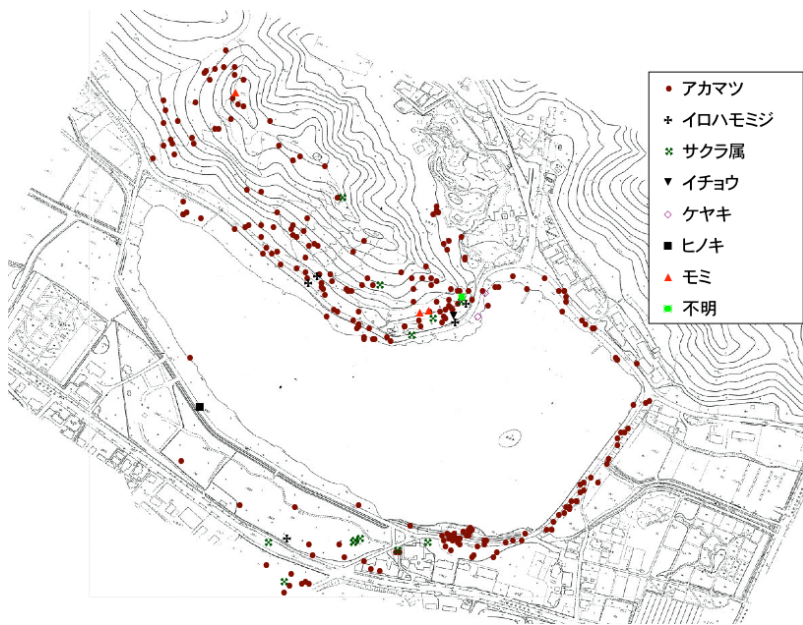 アカマツ
イロハモミジ
サクラ属
イチョウ
ケヤキ
ヒノキ
モミ
不明